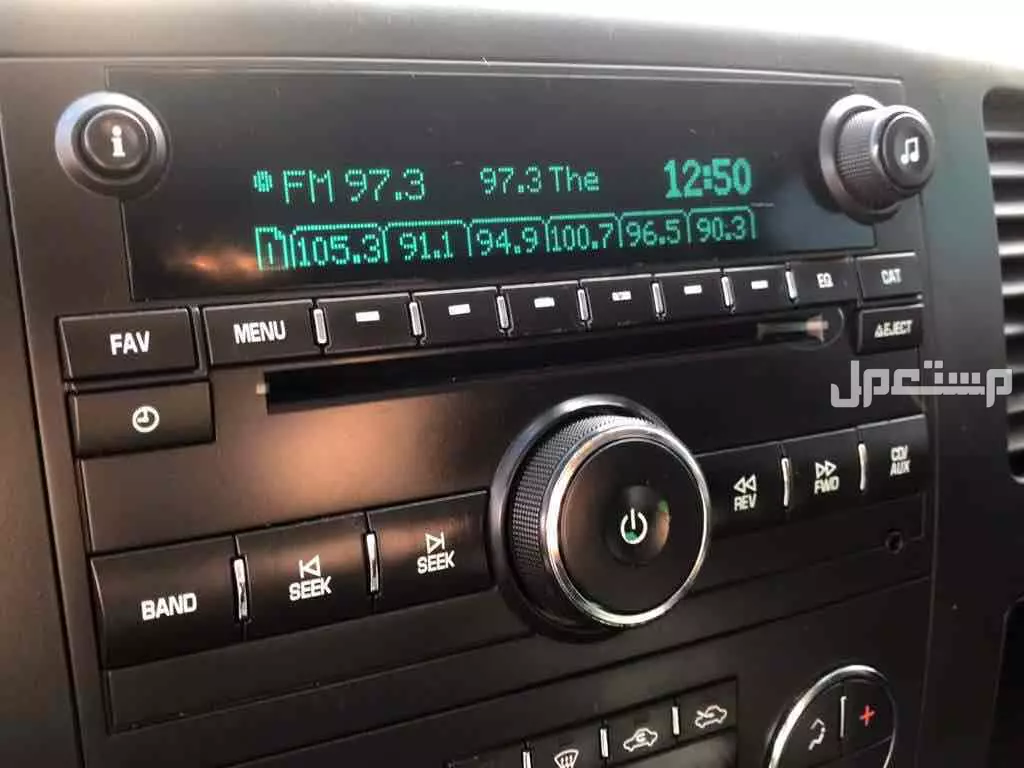 i
FM 97.3 97.3 The 12:50
1 105.3 91.1 94.9 100.7 96.5 90.3
FAV MENU EQ CAT
EJECT
مستعمل
REV FWD CD/
AUX
BAND SEEK SEEK